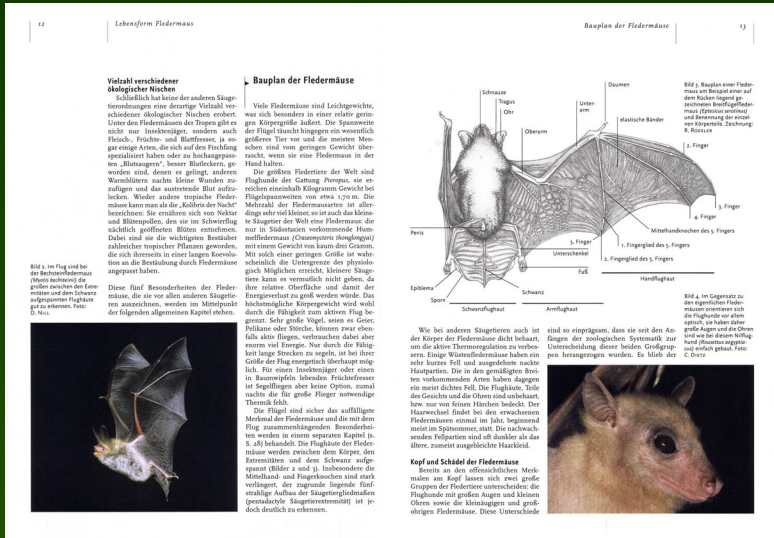 12
Lebensform Fledermaus
Vielzahl verschiedener
ökologischer Nischen
Schließlich hat keine der anderen Säuge-
tierordnungen eine derartige Vielzahl ver-
schiedener ökologischer Nischen erobert.
Unter den Fledermäusen der Tropen gibt es
nicht nur Insektenjäger, sondern auch
Fleisch-, Früchte- und Blattfresser, ja so-
gar einige Arten, die sich auf den Fischfang
spezialisiert haben oder zu hochangepass-
ten „Blutsaugern“, besser Blutleckern, ge-
worden sind, denen es gelingt, anderen
Warmblütern nachts kleine Wunden zu-
zufügen und das austretende Blut aufzu-
lecken. Wieder andere tropische Fleder-
mäuse kann man als die „Kolibris der Nacht“
bezeichnen: Sie ernähren sich von Nektar
und Blütenpollen, den sie im Schwirrflug
nächtlich geöffneten Blüten entnehmen.
Dabei sind sie die wichtigsten Bestäuber
zahlreicher tropischer Pflanzen geworden,
die sich ihrerseits in einer langen Koevolu-
tion an die Bestäubung durch Fledermäuse
angepasst haben.
Diese fünf Besonderheiten der Fleder-
mäuse, die sie vor allen anderen Säugetie-
ren auszeichnen, werden im Mittelpunkt
der folgenden allgemeinen Kapitel stehen.
Bild 2. Im Flug sind bei
der Bechsteinfledermaus
(Myotis bechsteinii) die
großen zwischen den Extre-
mitäten und dem Schwanz
aufgespannten Flughäute
gut zu erkennen. Foto:
D. NILL
Bauplan der Fledermäuse
Viele Fledermäuse sind Leichtgewichte,
was sich besonders in einer relativ gerin-
gen Körpergröße äußert. Die Spannweite
der Flügel täuscht hingegen ein wesentlich
größeres Tier vor und die meisten Men-
schen sind vom geringen Gewicht über-
rascht, wenn sie eine Fledermaus in der
Hand halten.
Die größten Fledertiere der Welt sind
Flughunde der Gattung Pteropus, sie er-
reichen eineinhalb Kilogramm Gewicht bei
Flügelspannweiten von etwa 1,70 m. Die
Mehrzahl der Fledermausarten ist aller-
dings sehr viel kleiner, so ist auch das kleins-
te Säugetier der Welt eine Fledermaus: die
nur in Südostasien vorkommende Hum-
melfledermaus (Craseonycteris thonglongyai)
mit einem Gewicht von kaum drei Gramm.
Mit solch einer geringen Größe ist wahr-
scheinlich die Untergrenze des physiolo-
gisch Möglichen erreicht, kleinere Säuge-
tiere kann es vermutlich nicht geben, da
ihre relative Oberfläche und damit der
Energieverlust zu groß werden würde. Das
höchstmögliche Körpergewicht wird wohl
durch die Fähigkeit zum aktiven Flug be-
grenzt. Sehr große Vögel, seien es Geier,
Pelikane oder Störche, können zwar eben-
falls aktiv fliegen, verbrauchen dabei aber
enorm viel Energie. Nur durch die Fähig-
keit lange Strecken zu segeln, ist bei ihrer
Größe der Flug energetisch überhaupt mög-
lich. Für einen Insektenjäger oder einen
in Baumwipfeln lebenden Früchtefresser
ist Segelfliegen aber keine Option, zumal
nachts die für große Flieger notwendige
Thermik fehlt.
Die Flügel sind sicher das auffälligste
Merkmal der Fledermäuse und die mit dem
Flug zusammenhängenden Besonderhei-
ten werden in einem separaten Kapitel (s.
S. 28) behandelt. Die Flughäute der Fleder-
mäuse werden zwischen dem Körper, den
Extremitäten und dem Schwanz aufge-
spannt (Bilder 2 und 3). Insbesondere die
Mittelhand- und Fingerknochen sind stark
verlängert, der zugrunde liegende fünf-
strahlige Aufbau der Säugetiergliedmaßen
(pentadactyle Säugetierextremität) ist je-
doch deutlich zu erkennen.
Bauplan der Fledermäuse
13
Schnauze
Tragus
Ohr
Oberarm
Unter-
arm
Daumen
elastische Bänder
2. Finger
3. Finger
4. Finger
Mittelhandknochen des 5. Fingers
1. Fingerglied des 5. Fingers
2. Fingerglied des 5. Fingers
5. Finger
Unterschenkel
Fuß
Handflughaut
Penis
Epiblema
Sporn
Schwanz
Schwanzflughaut
Armflughaut
Bild 3. Bauplan einer Fleder-
maus am Beispiel einer auf
dem Rücken liegend ge-
zeichneten Breitflügelfleder-
maus (Eptesicus serotinus)
und Benennung der einzel-
nen Körperteile. Zeichnung:
R. ROESLER
Wie bei anderen Säugetieren auch ist
der Körper der Fledermäuse dicht behaart,
um die aktive Thermoregulation zu verbes-
sern. Einige Wüstenfledermäuse haben ein
sehr kurzes Fell und ausgedehnte nackte
Hautpartien. Die in den gemäßigten Brei-
ten vorkommenden Arten haben dagegen
ein meist dichtes Fell. Die Flughäute, Teile
des Gesichts und die Ohren sind unbehaart,
bzw. nur von feinen Härchen bedeckt. Der
Haarwechsel findet bei den erwachsenen
Fledermäusen einmal im Jahr, beginnend
meist im Spätsommer, statt. Die nachwach-
senden Fellpartien sind oft dunkler als das
ältere, zumeist ausgebleichte Haarkleid.
Kopf und Schädel der Fledermäuse
Bereits an den offensichtlichen Merk-
malen am Kopf lassen sich zwei große
Gruppen der Fledertiere unterscheiden: die
Flughunde mit großen Augen und kleinen
Ohren sowie die kleinäugigen und groß-
ohrigen Fledermäuse. Diese Unterschiede
sind so einprägsam, dass sie seit den An-
fängen der zoologischen Systematik zur
Unterscheidung dieser beiden Großgrup-
pen herangezogen wurden. Es blieb der
Bild 4. Im Gegensatz zu
den eigentlichen Fleder-
mäusen orientieren sich
die Flughunde vor allem
optisch, sie haben daher
große Augen und die Ohren
sind wie bei diesem Nilflug-
hund (Rousettus aegyptia-
cus) einfach gebaut. Foto:
C. DIETZ